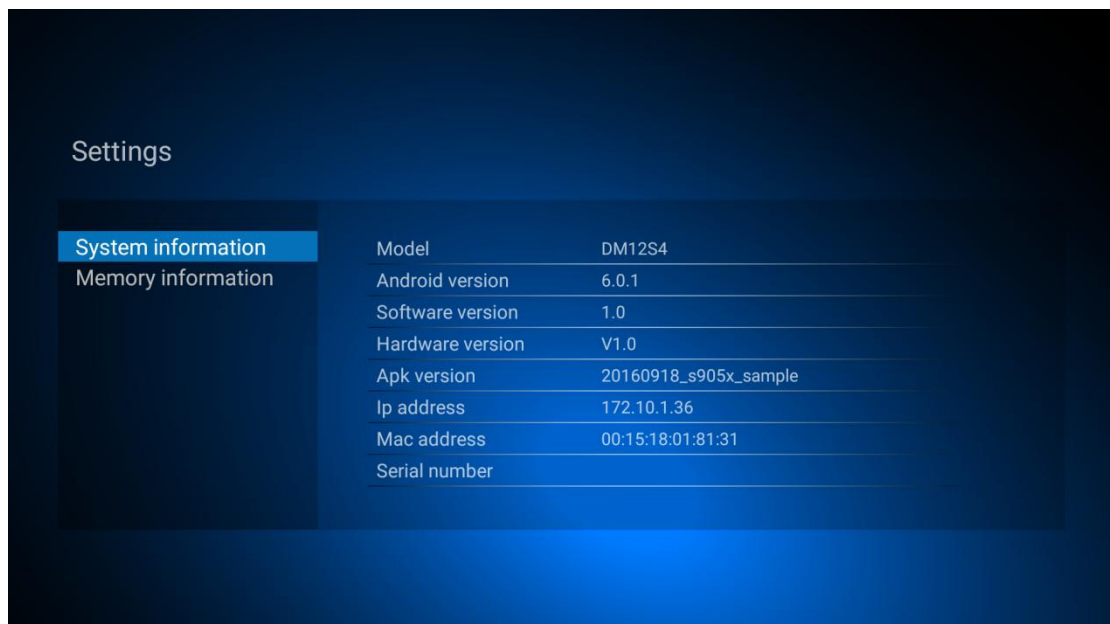 Settings
System information
Memory information
Model DM12S4
Android version 6.0.1
Software version 1.0
Hardware version V1.0
Apk version 20160918_s905x_sample
Ip address 172.10.1.36
Mac address 00:15:18:01:81:31
Serial number